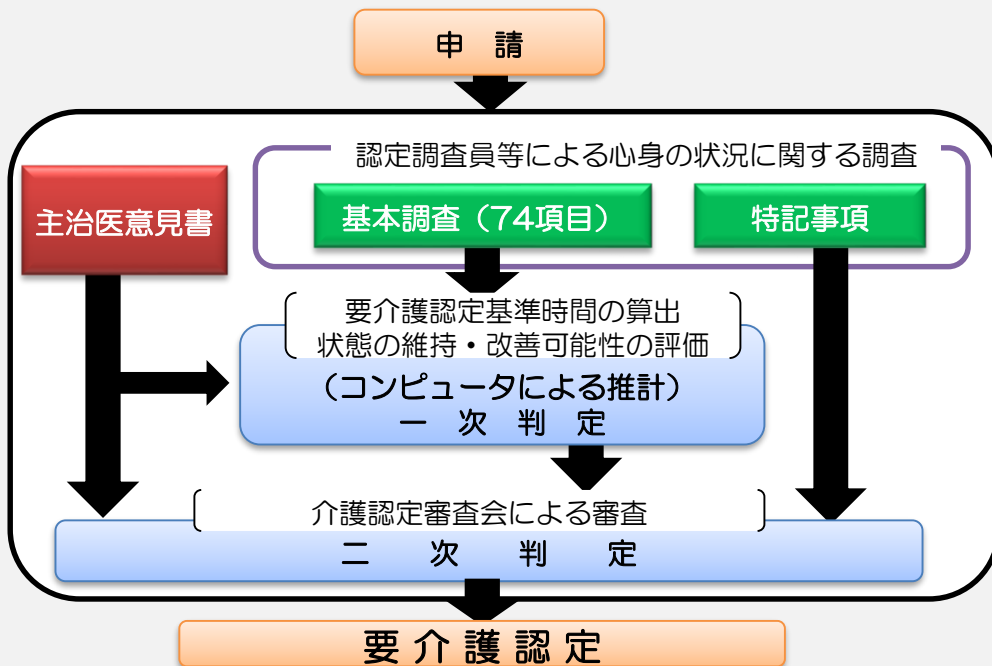 申 請
認定調査員等による心身の状況に関する調査
主治医意見書
基本調査（74項目）
特記事項
要介護認定基準時間の算出
状態の維持・改善可能性の評価
（コンピュータによる推計）
一 次 判 定
介護認定審査会による審査
二 次 判 定
要介護認定